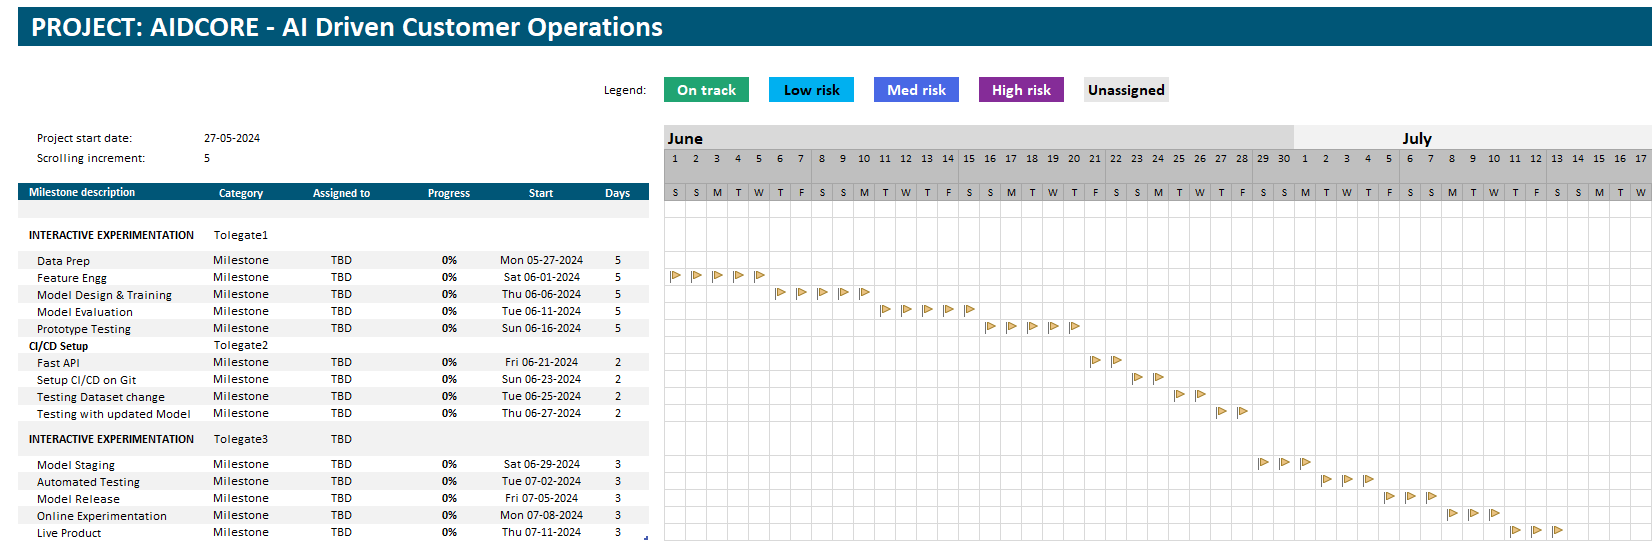 PROJECT: AIDCORE - AI Driven Customer Operations
Legend: On track Low risk Med risk High risk Unassigned
Project start date: 27-05-2024
Scrolling increment: 5
June July
1 2 3 4 5 6 7 8 9 10 11 12 13 14 15 16 17 18 19 20 21 22 23 24 25 26 27 28 29 30 1 2 3 4 5 6 7 8 9 10 11 12 13 14 15 16 17
Milestone description Category Assigned to Progress Start Days S S M T W T F S S M T W T F S S M T W T F S S M T W T F S S M T W T F S S M T W T F S S M T W
INTERACTIVE EXPERIMENTATION Tolegate1
Data Prep Milestone TBD 0% Mon 05-27-2024 5
Feature Engg Milestone TBD 0% Sat 06-01-2024 5
Model Design & Training Milestone TBD 0% Thu 06-06-2024 5
Model Evaluation Milestone TBD 0% Tue 06-11-2024 5
Prototype Testing Milestone TBD 0% Sun 06-16-2024 5
CI/CD Setup Tolegate2
Fast API Milestone TBD 0% Fri 06-21-2024 2
Setup CI/CD on Git Milestone TBD 0% Sun 06-23-2024 2
Testing Dataset change Milestone TBD 0% Tue 06-25-2024 2
Testing with updated Model Milestone TBD 0% Thu 06-27-2024 2
INTERACTIVE EXPERIMENTATION Tolegate3 TBD
Model Staging Milestone TBD 0% Sat 06-29-2024 3
Automated Testing Milestone TBD 0% Tue 07-02-2024 3
Model Release Milestone TBD 0% Fri 07-05-2024 3
Online Experimentation Milestone TBD 0% Mon 07-08-2024 3
Live Product Milestone TBD 0% Thu 07-11-2024 3